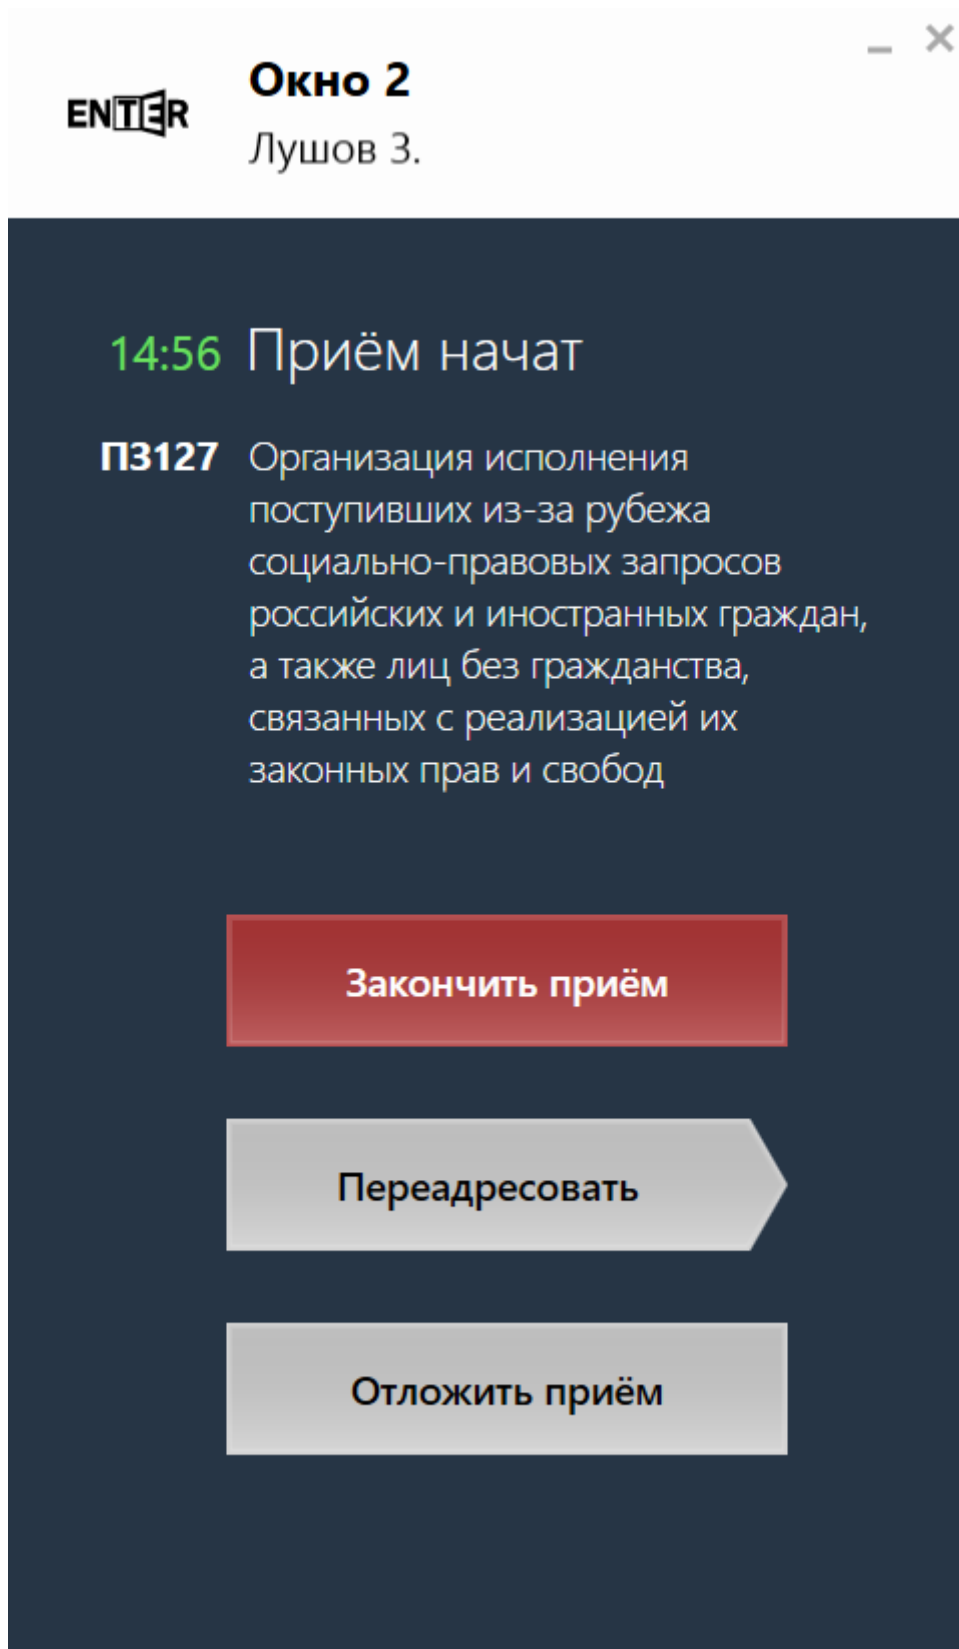 ENTER
Окно 2
Лушов З.
14:56 Приём начат
П3127 Организация исполнения
поступивших из-за рубежа
социально-правовых запросов
российских и иностранных граждан,
а также лиц без гражданства,
связанных с реализацией их
законных прав и свобод
Закончить приём
Переадресовать
Отложить приём